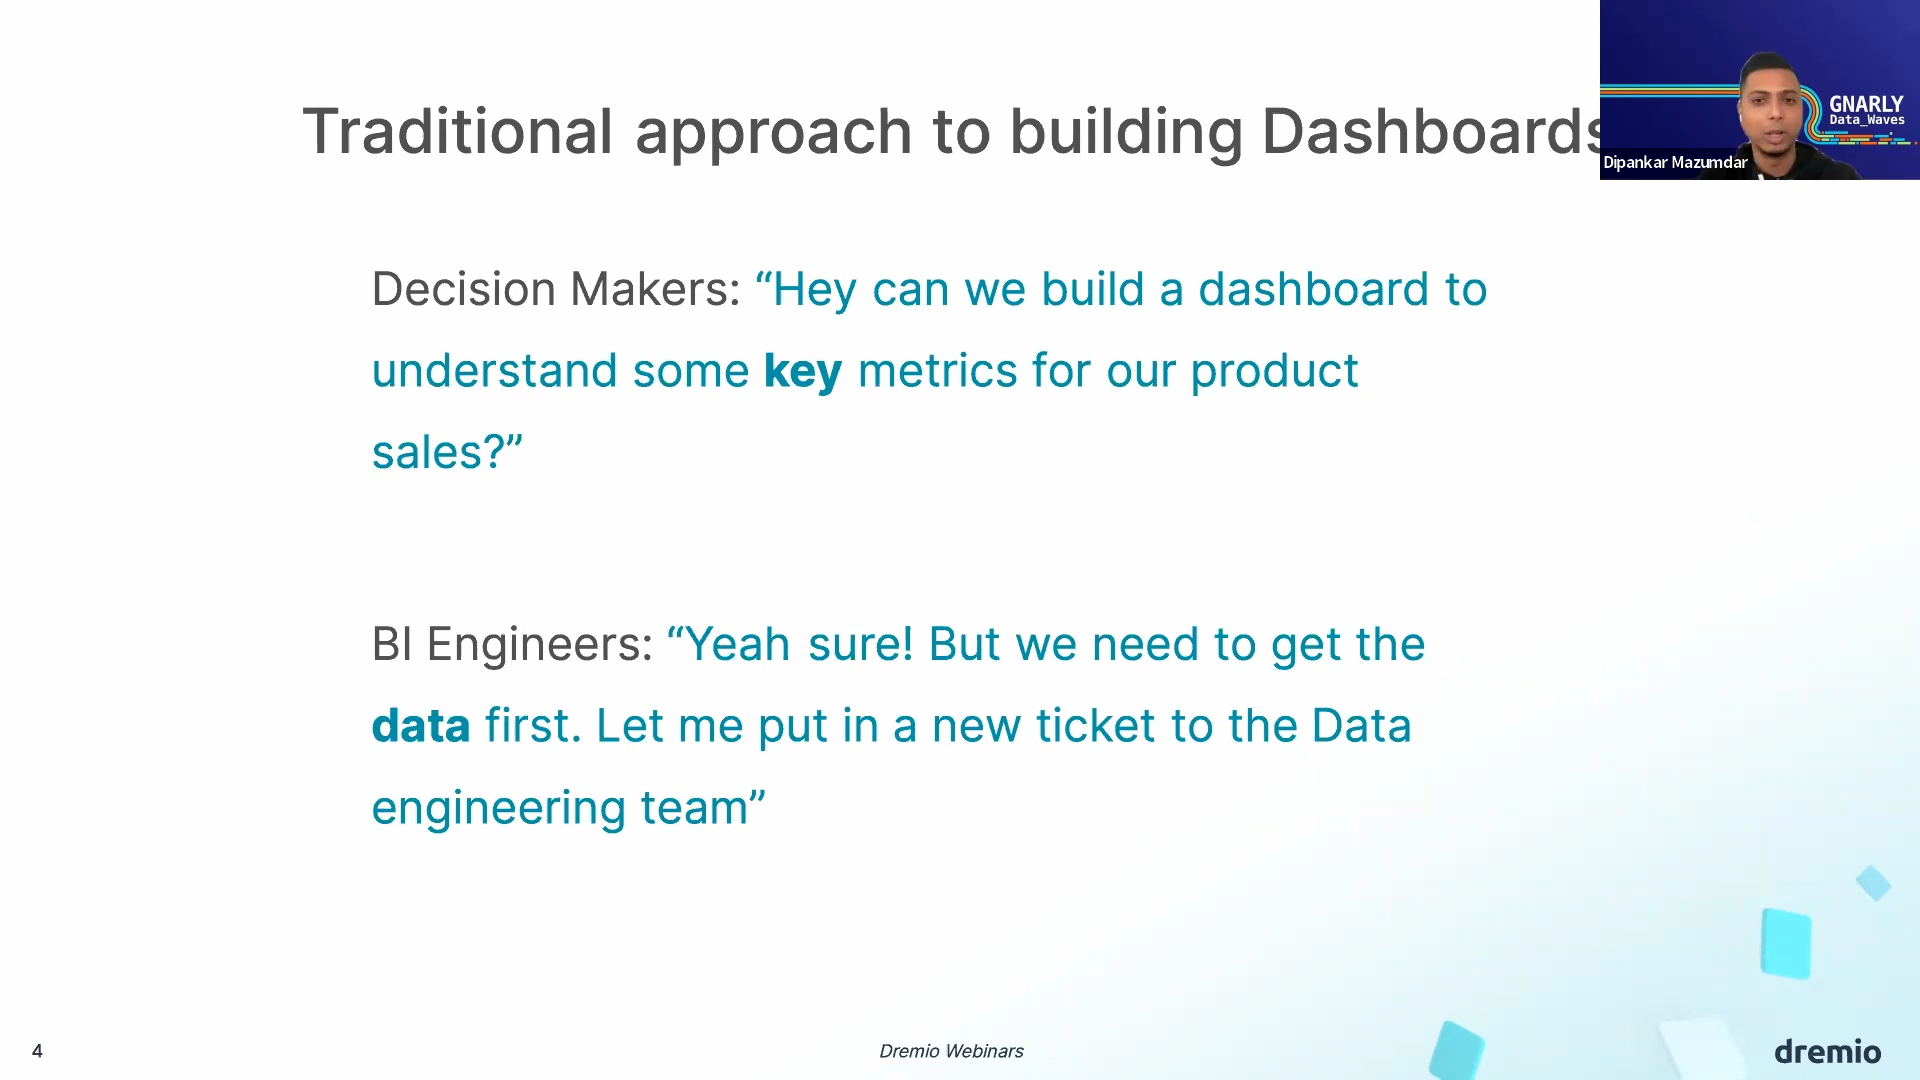 Traditional approach to building Dashboards
GNARLY
Data_Waves
Dipankar Mazumdar
Decision Makers: “Hey can we build a dashboard to
understand some key metrics for our product
sales?”
BI Engineers: “Yeah sure! But we need to get the
data first. Let me put in a new ticket to the Data
engineering team”
4
Dremio Webinars
dremio